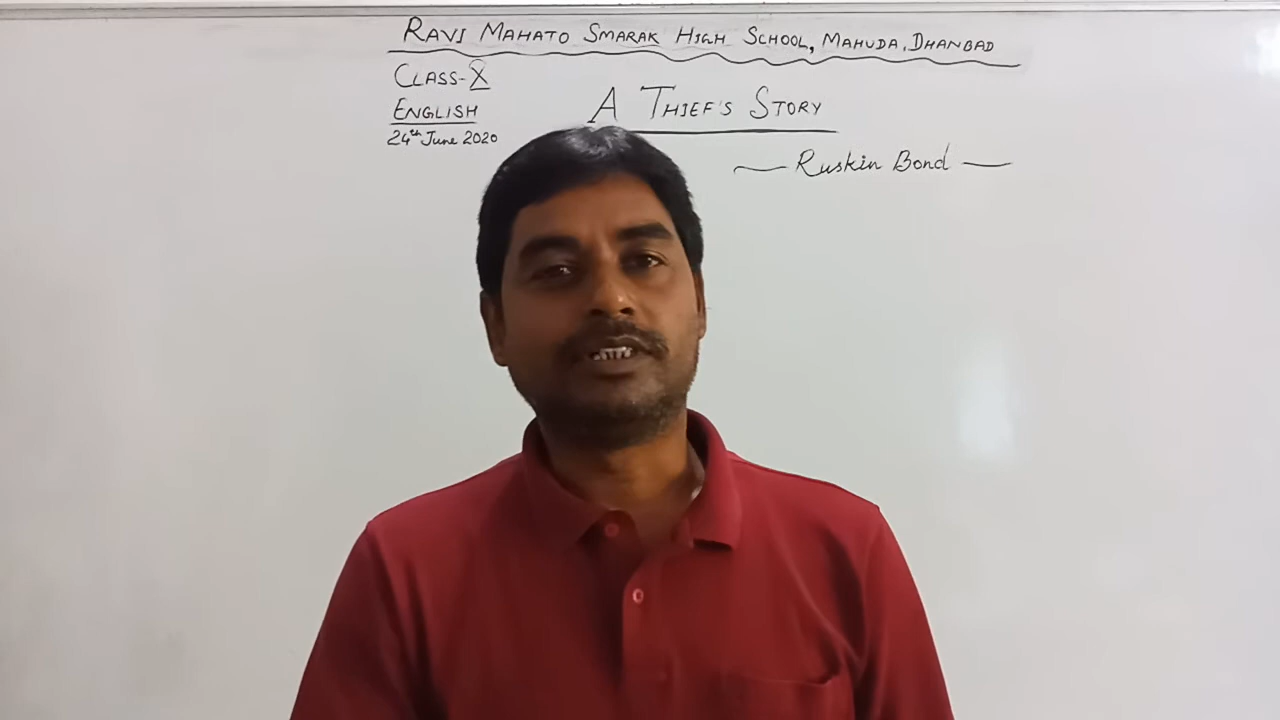 RAVI MAHATO SMARAK HIGH SCHOOL, MAHUDA, DHANBAD
CLASS-X
ENGLISH
24th June 2020
A THIEF'S STORY
— Ruskin Bond —